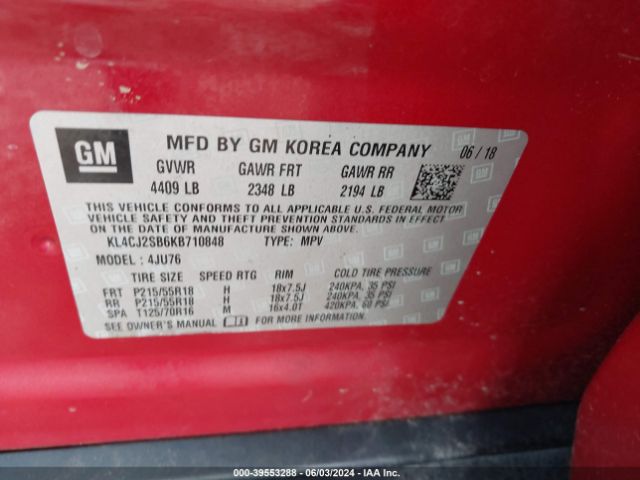 GM
MFD BY GM KOREA COMPANY 06 / 18
GVWR GAWR FRT GAWR RR
4409 LB 2348 LB 2194 LB
THIS VEHICLE CONFORMS TO ALL APPLICABLE U.S. FEDERAL MOTOR
VEHICLE SAFETY AND THEFT PREVENTION STANDARDS IN EFFECT
ON THE DATE OF MANUFACTURE SHOWN ABOVE.
KL4CJ2SB6KB710848 TYPE: MPV
MODEL : 4JU76
TIRE SIZE SPEED RTG RIM COLD TIRE PRESSURE
FRT P215/55R18 H 18x7.5J 240KPA, 35 PSI
RR P215/55R18 H 18x7.5J 240KPA, 35 PSI
SPA T125/70R16 M 16x4.0T 420KPA, 60 PSI
SEE OWNER'S MANUAL FOR MORE INFORMATION
000-39553288 - 06/03/2024 - IAA Inc.